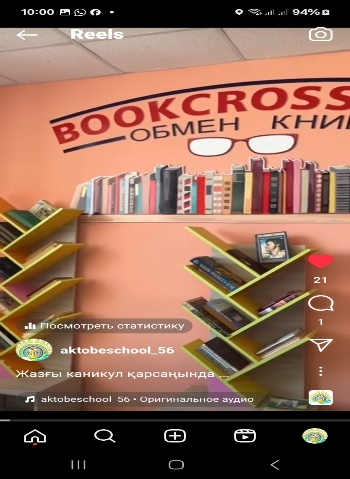 10:00
94%
Reels
BOOKCROSS
ОБМЕН КНИ
21
1
Посмотреть статистику
aktobeschool_56
Жазғы каникул қарсаңында ...
aktobeschool_56 • Оригинальное аудио